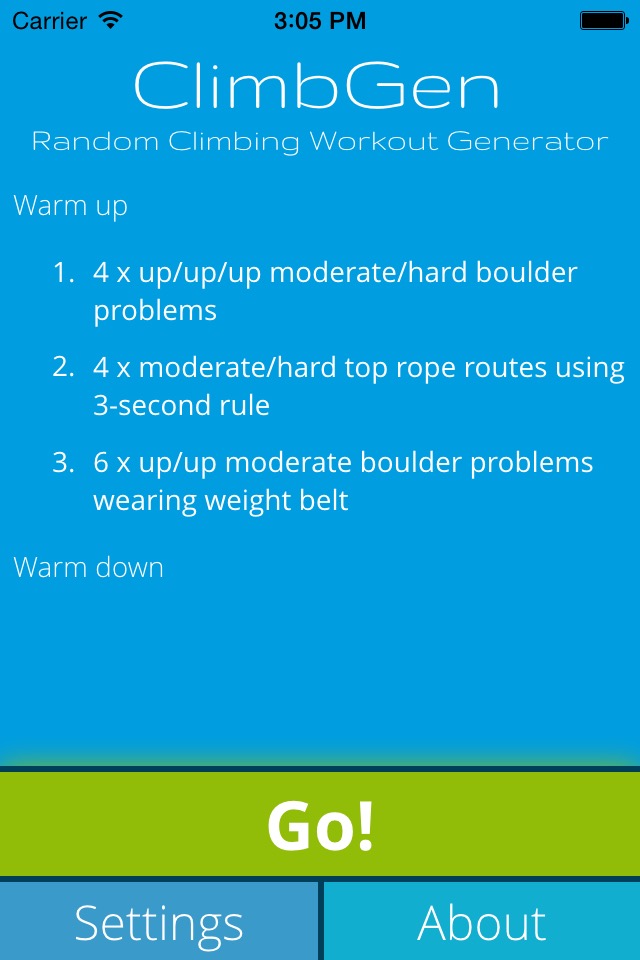 Carrier 3:05 PM
ClimbGen
Random Climbing Workout Generator
Warm up
1. 4 x up/up/up moderate/hard boulder
problems
2. 4 x moderate/hard top rope routes using
3-second rule
3. 6 x up/up moderate boulder problems
wearing weight belt
Warm down
Go!
Settings About